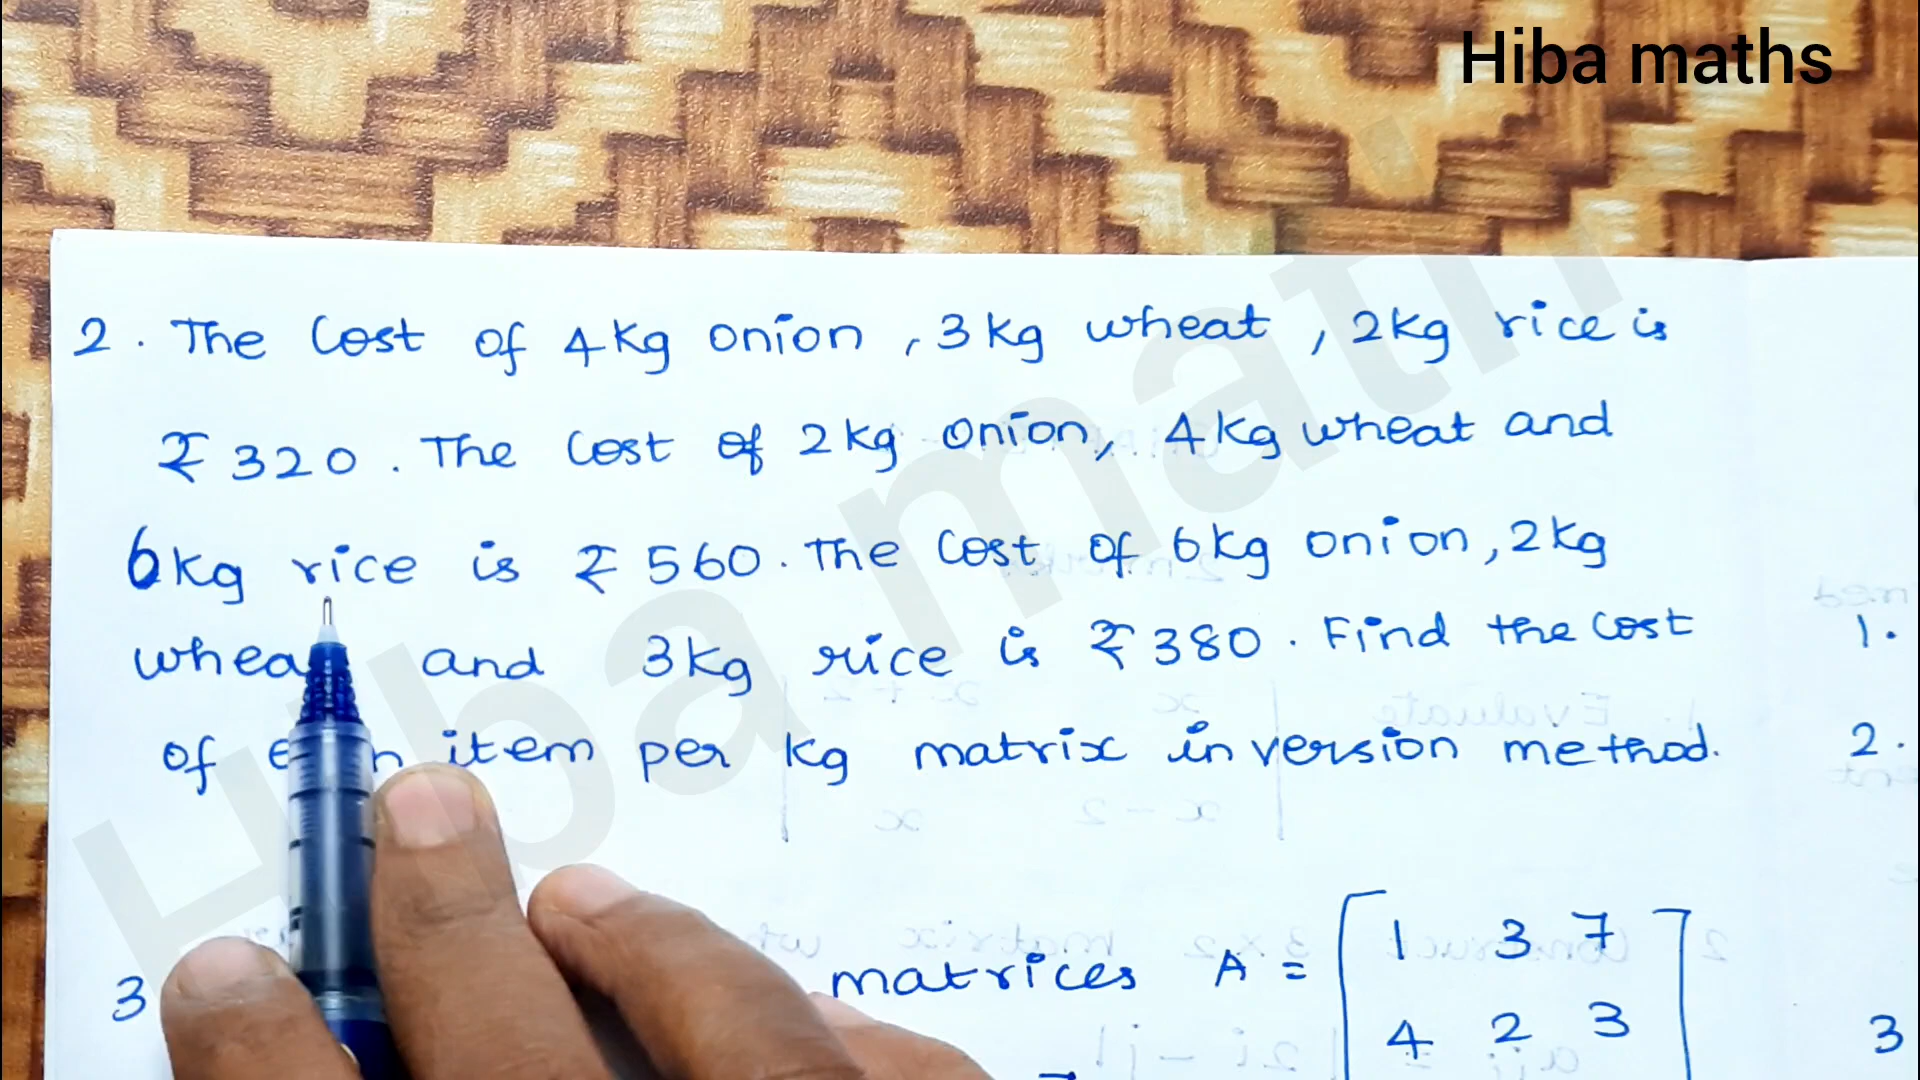 Hiba maths
2. The cost of 4kg onion, 3kg wheat, 2kg rice is
₹320. The cost of 2kg onion, 4kg wheat and
6kg rice is ₹560. The cost of 6kg onion, 2kg
1.
and 3kg rice is ₹380. Find the cost
of item per kg matrix inversion method.
2.
matrices A = 1 3 7
3
4 2 3
3